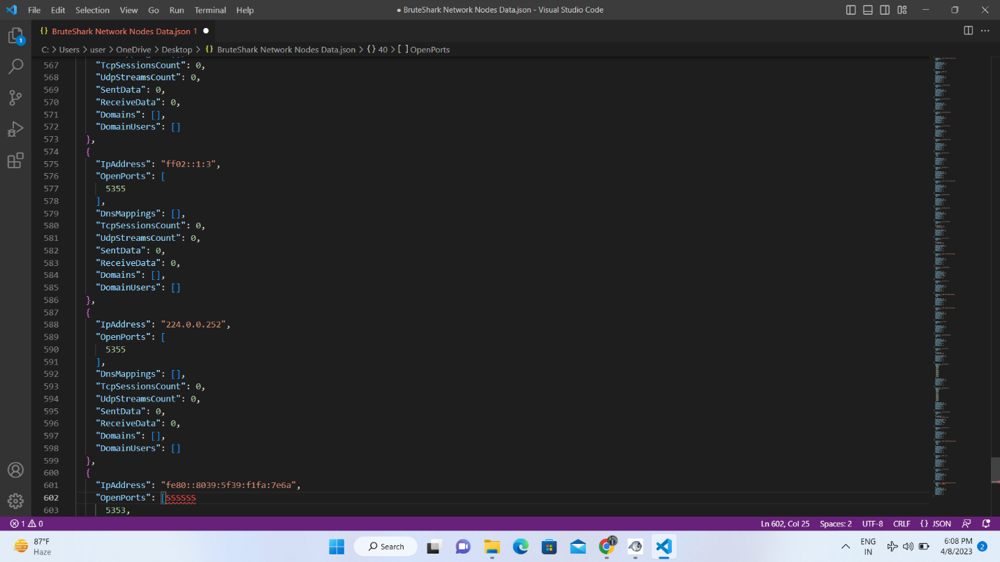 File Edit Selection View Go Run Terminal Help
● BruteShark Network Nodes Data.json - Visual Studio Code
{} BruteShark Network Nodes Data.json 1 ●
C: > Users > user > OneDrive > Desktop > {} BruteShark Network Nodes Data.json > {} 40 > [ ] OpenPorts
1
567 "TcpSessionsCount": 0,
568 "UdpStreamsCount": 0,
569 "SentData": 0,
570 "ReceiveData": 0,
571 "Domains": [],
572 "DomainUsers": []
573 },
574 {
575 "IpAddress": "ff02::1:3",
576 "OpenPorts": [
577 5355
578 ],
579 "DnsMappings": [],
580 "TcpSessionsCount": 0,
581 "UdpStreamsCount": 0,
582 "SentData": 0,
583 "ReceiveData": 0,
584 "Domains": [],
585 "DomainUsers": []
586 },
587 {
588 "IpAddress": "224.0.0.252",
589 "OpenPorts": [
590 5355
591 ],
592 "DnsMappings": [],
593 "TcpSessionsCount": 0,
594 "UdpStreamsCount": 0,
595 "SentData": 0,
596 "ReceiveData": 0,
597 "Domains": [],
598 "DomainUsers": []
599 },
600 {
601 "IpAddress": "fe80::8039:5f39:f1fa:7e6a",
602 "OpenPorts": [SSSSSS
603 5353,
1 0 Ln 602, Col 25 Spaces: 2 UTF-8 CRLF {} JSON
87°F
Haze
Search
ENG
IN
6:08 PM
4/8/2023
2